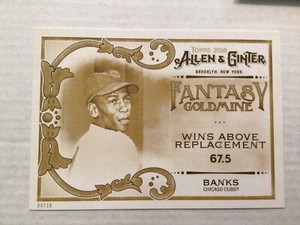 TOPPS 2018
ALLEN & GINTER
BROOKLYN, NEW YORK.
FANTASY
GOLDMINE
WINS ABOVE
REPLACEMENT
67.5
BANKS
CHICAGO CUBS®